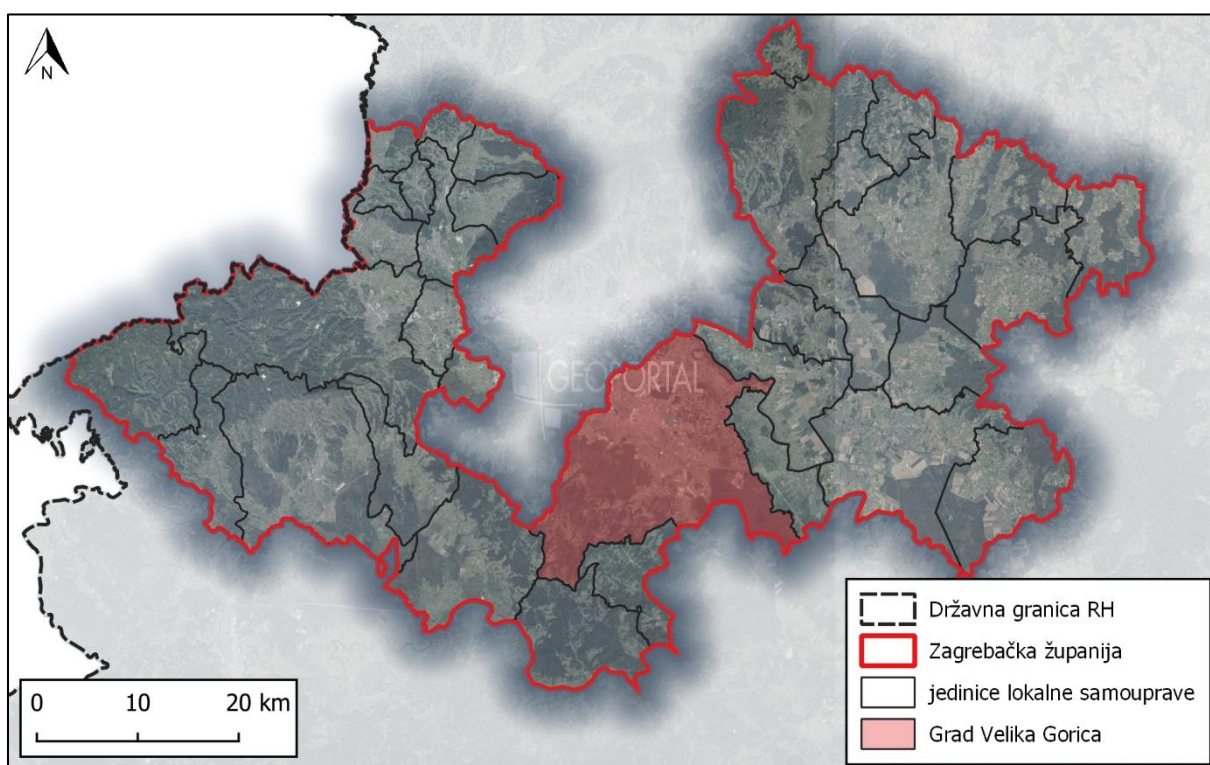 N
GEOPORTAL
0 10 20 km
Državna granica RH
Zagrebačka županija
jedinice lokalne samouprave
Grad Velika Gorica